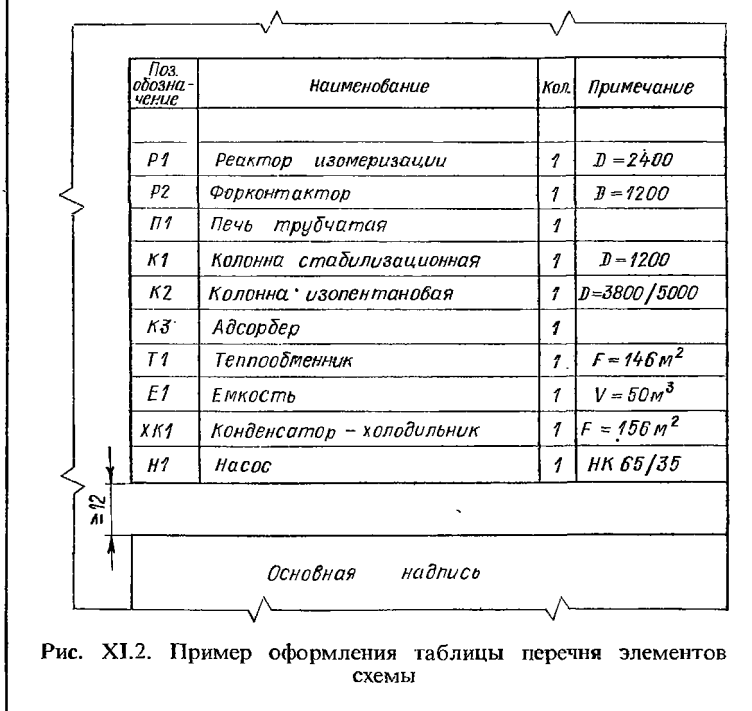 Поз. обозна- чение Наименование Кол. Примечание
Р1 Реактор изомеризации 1 D = 2400
Р2 Форконтактор 1 D = 1200
П1 Печь трубчатая 1
К1 Колонна стабилизационная 1 D = 1200
К2 Колонна изопентановая 1 D=3800/5000
К3 Адсорбер 1
Т1 Теплообменник 1 F = 146 м²
Е1 Емкость 1 V = 50 м³
ХК1 Конденсатор – холодильник 1 F = 156 м²
Н1 Насос 1 НК 65/35
≥12
Основная надпись
Рис. XI.2. Пример оформления таблицы перечня элементов
схемы